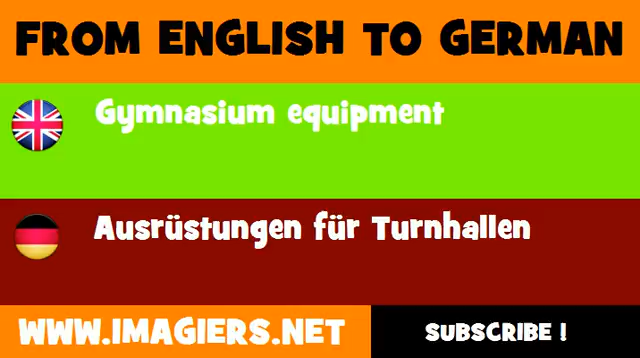 FROM ENGLISH TO GERMAN
Gymnasium equipment
Ausrüstungen für Turnhallen
WWW.IMAGIERS.NET
SUBSCRIBE !